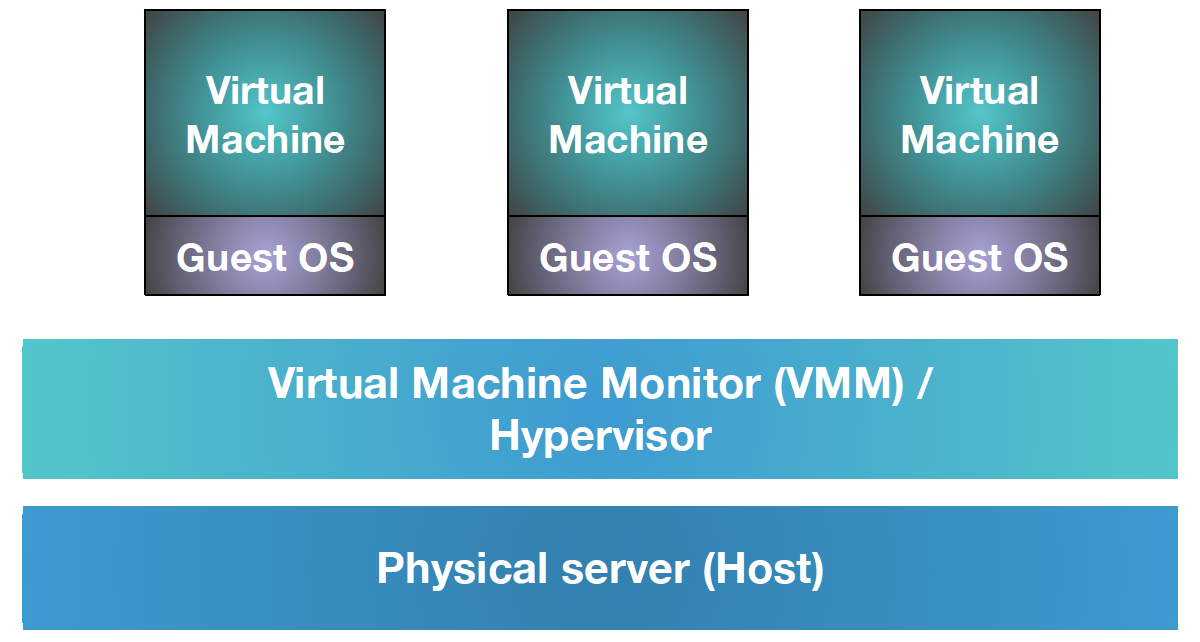 Virtual
Machine
Guest OS
Virtual
Machine
Guest OS
Virtual
Machine
Guest OS
Virtual Machine Monitor (VMM) /
Hypervisor
Physical server (Host)